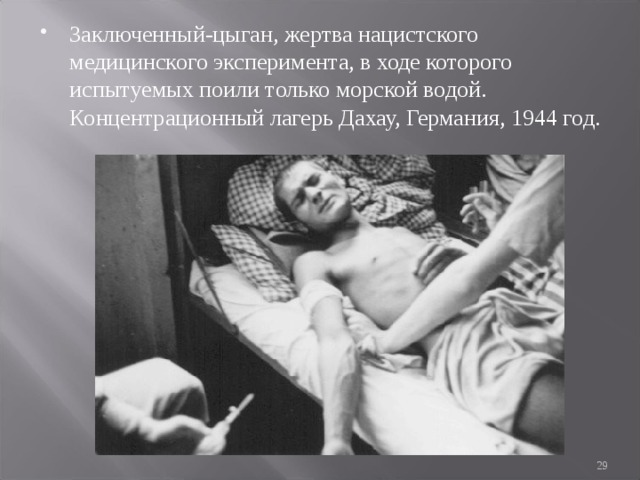 Заключенный-цыган, жертва нацистского
медицинского эксперимента, в ходе которого
испытуемых поили только морской водой.
Концентрационный лагерь Дахау, Германия, 1944 год.
29